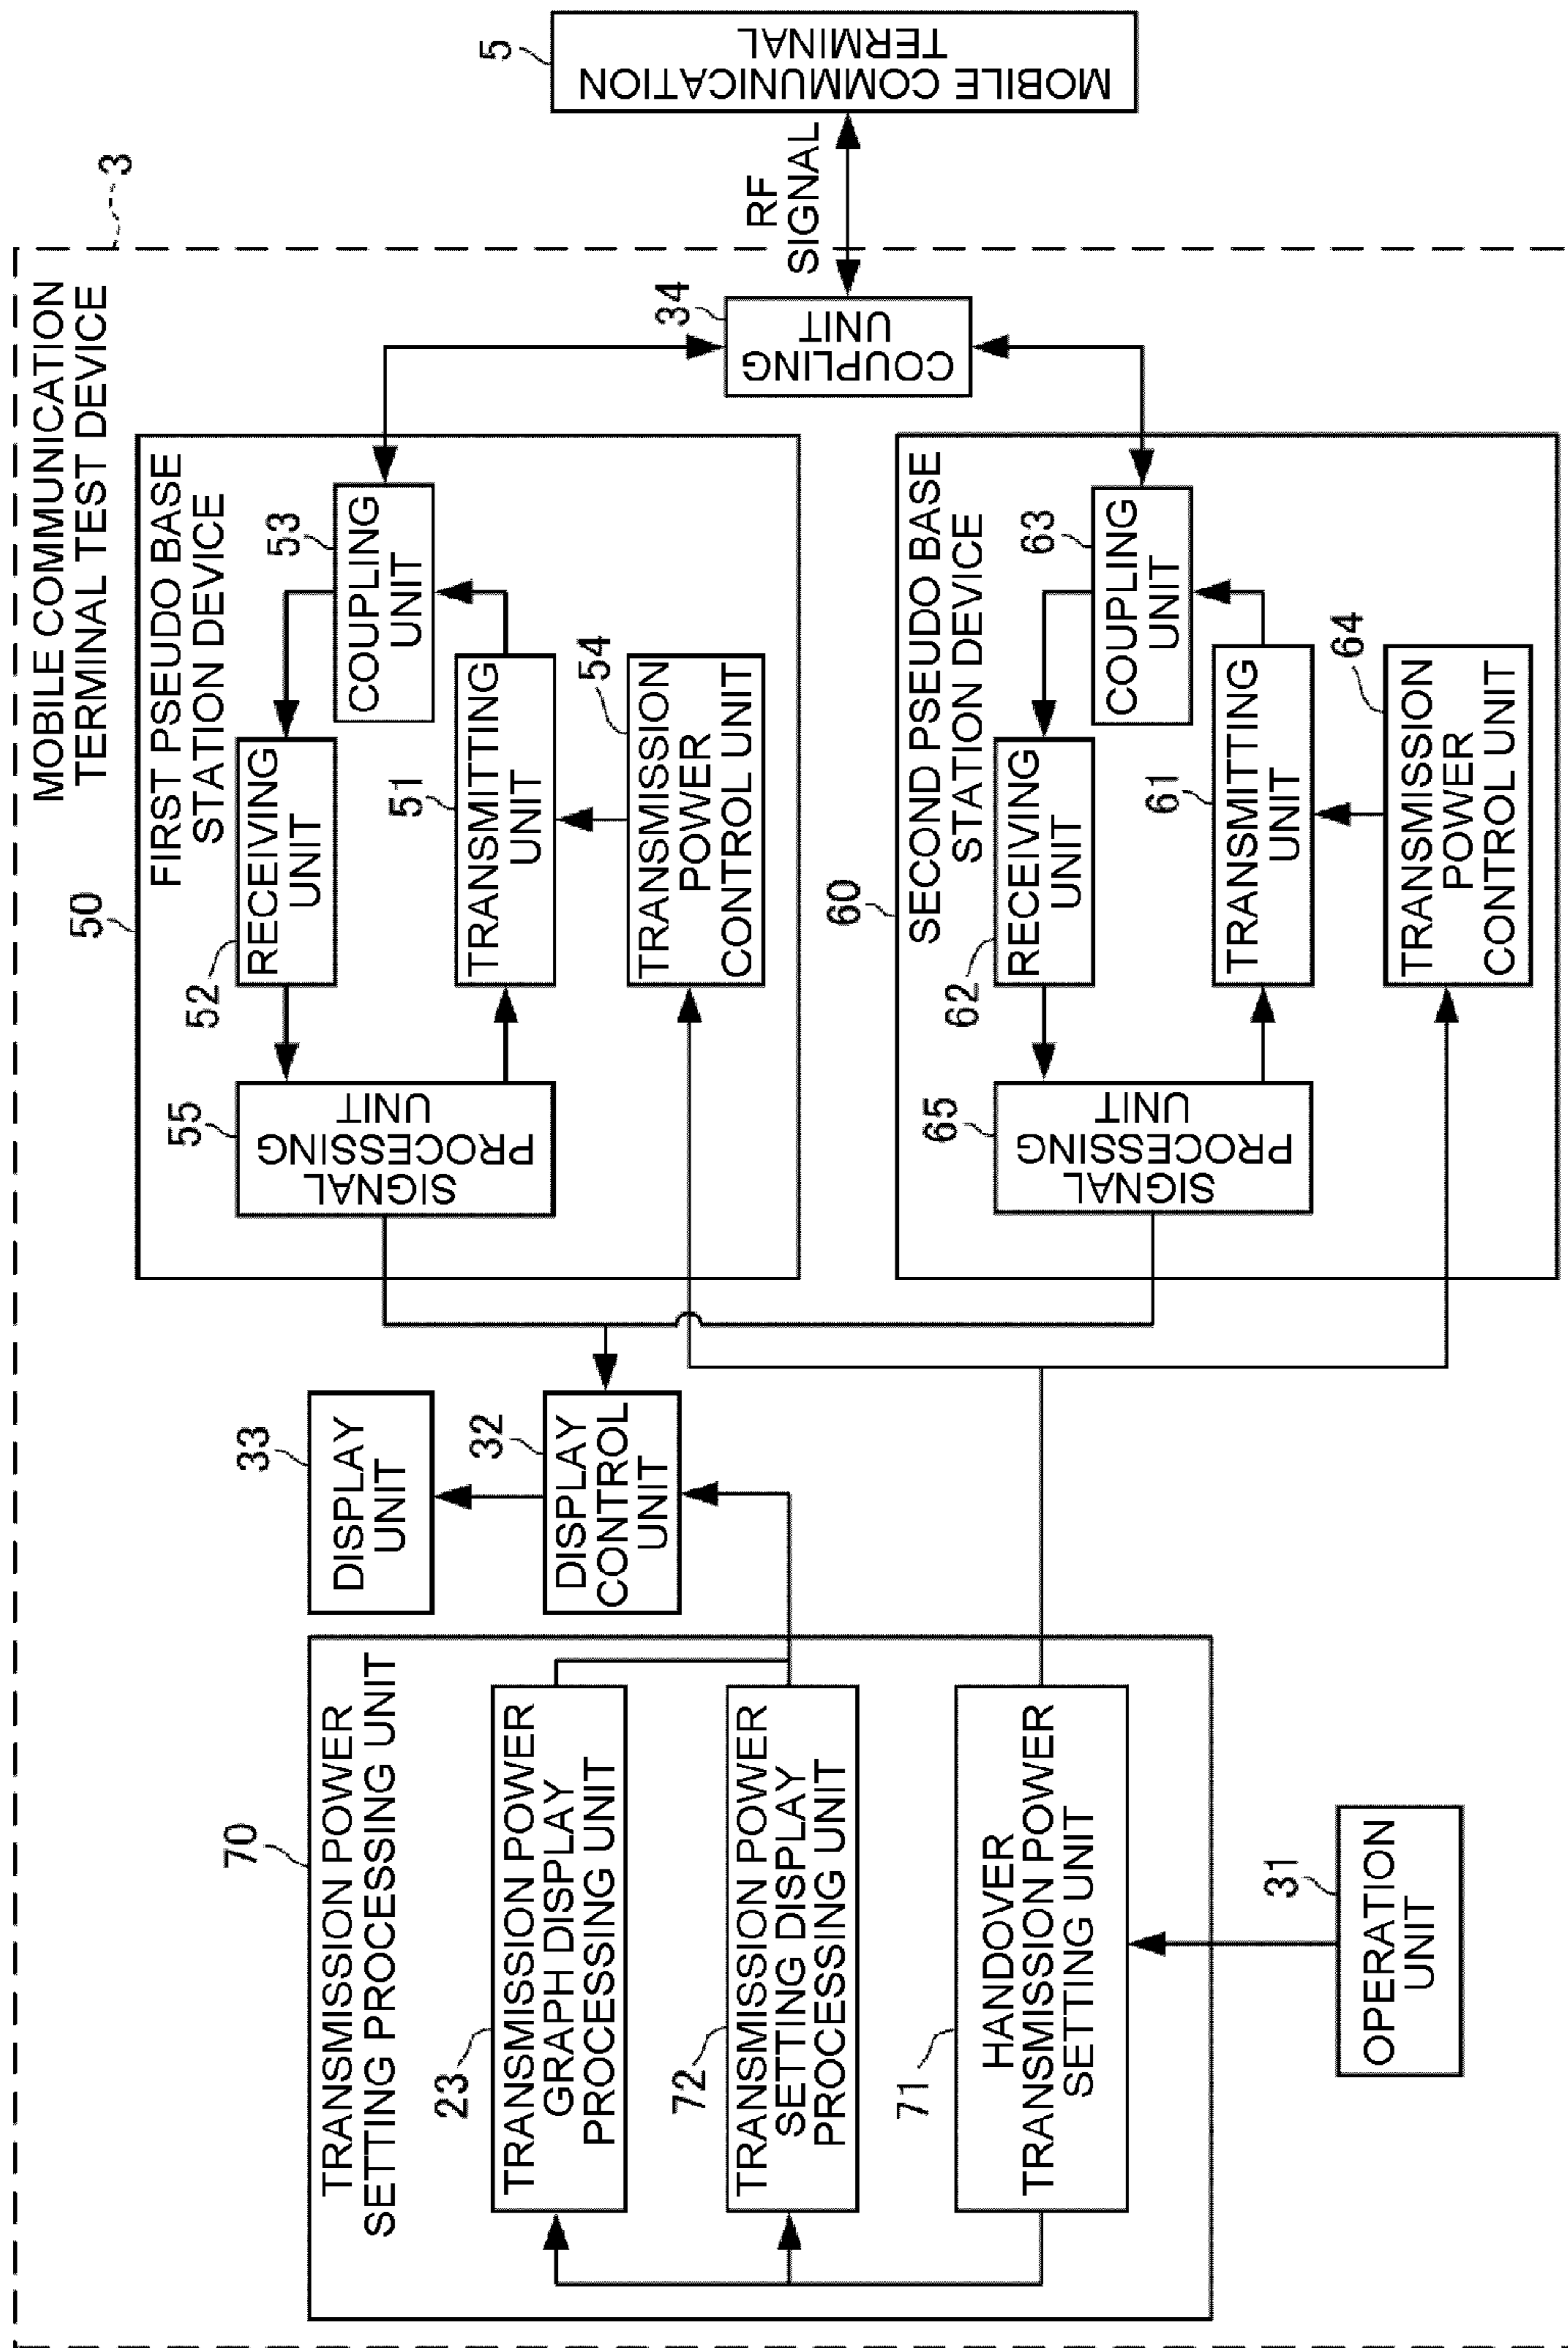 MOBILE COMMUNICATION
TERMINAL TEST DEVICE
3
TRANSMISSION POWER
SETTING PROCESSING UNIT
70
TRANSMISSION POWER
GRAPH DISPLAY
PROCESSING UNIT
23
TRANSMISSION POWER
SETTING DISPLAY
PROCESSING UNIT
72
HANDOVER
TRANSMISSION POWER
SETTING UNIT
71
OPERATION
UNIT
31
DISPLAY
UNIT
33
DISPLAY
CONTROL
UNIT
32
FIRST PSEUDO BASE
STATION DEVICE
50
SIGNAL
PROCESSING
UNIT
55
RECEIVING
UNIT
52
COUPLING
UNIT
53
TRANSMITTING
UNIT
51
TRANSMISSION
POWER
CONTROL UNIT
54
SECOND PSEUDO BASE
STATION DEVICE
60
SIGNAL
PROCESSING
UNIT
65
RECEIVING
UNIT
62
COUPLING
UNIT
63
TRANSMITTING
UNIT
61
TRANSMISSION
POWER
CONTROL UNIT
64
COUPLING
UNIT
34
RF
SIGNAL
MOBILE COMMUNICATION
TERMINAL
5